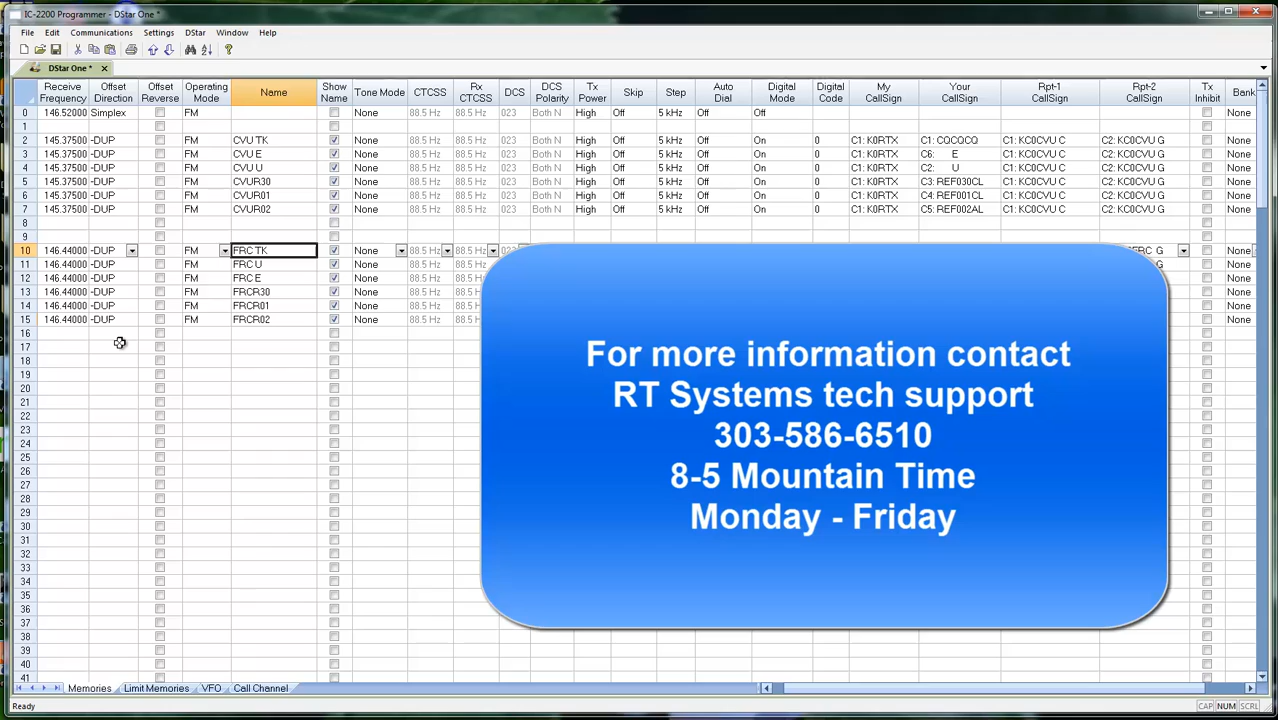 IC-2200 Programmer - DStar One *
File Edit Communications Settings DStar Window Help
DStar One *
Receive Frequency Offset Direction Offset Reverse Operating Mode Name Show Name Tone Mode CTCSS Rx CTCSS DCS DCS Polarity Tx Power Skip Step Auto Dial Digital Mode Digital Code My CallSign Your CallSign Rpt-1 CallSign Rpt-2 CallSign Tx Inhibit Bank
0 146.52000 Simplex FM None 88.5 Hz 88.5 Hz 023 Both N High Off 5 kHz Off Off None
1
2 145.37500 -DUP FM CVU TK None 88.5 Hz 88.5 Hz 023 Both N High Off 5 kHz Off On 0 C1: K0RTX C1: CQCQCQ C1: KC0CVU C C2: KC0CVU G None
3 145.37500 -DUP FM CVU E None 88.5 Hz 88.5 Hz 023 Both N High Off 5 kHz Off On 0 C1: K0RTX C6: E C1: KC0CVU C C2: KC0CVU G None
4 145.37500 -DUP FM CVU U None 88.5 Hz 88.5 Hz 023 Both N High Off 5 kHz Off On 0 C1: K0RTX C2: U C1: KC0CVU C C2: KC0CVU G None
5 145.37500 -DUP FM CVUR30 None 88.5 Hz 88.5 Hz 023 Both N High Off 5 kHz Off On 0 C1: K0RTX C3: REF030CL C1: KC0CVU C C2: KC0CVU G None
6 145.37500 -DUP FM CVUR01 None 88.5 Hz 88.5 Hz 023 Both N High Off 5 kHz Off On 0 C1: K0RTX C4: REF001CL C1: KC0CVU C C2: KC0CVU G None
7 145.37500 -DUP FM CVUR02 None 88.5 Hz 88.5 Hz 023 Both N High Off 5 kHz Off On 0 C1: K0RTX C5: REF002AL C1: KC0CVU C C2: KC0CVU G None
8
9
10 146.44000 -DUP FM FRC TK None 88.5 Hz 88.5 Hz FRC G None
11 146.44000 -DUP FM FRC U None 88.5 Hz 88.5 Hz G None
12 146.44000 -DUP FM FRC E None 88.5 Hz 88.5 Hz None
13 146.44000 -DUP FM FRCR30 None 88.5 Hz 88.5 Hz None
14 146.44000 -DUP FM FRCR01 None 88.5 Hz 88.5 Hz None
15 146.44000 -DUP FM FRCR02 None 88.5 Hz 88.5 Hz None
16
17
18
19
20
21
22
23
24
25
26
27
28
29
30
31
32
33
34
35
36
37
38
39
40
41
For more information contact
RT Systems tech support
303-586-6510
8-5 Mountain Time
Monday - Friday
Memories Limit Memories VFO Call Channel
Ready CAP NUM SCRL